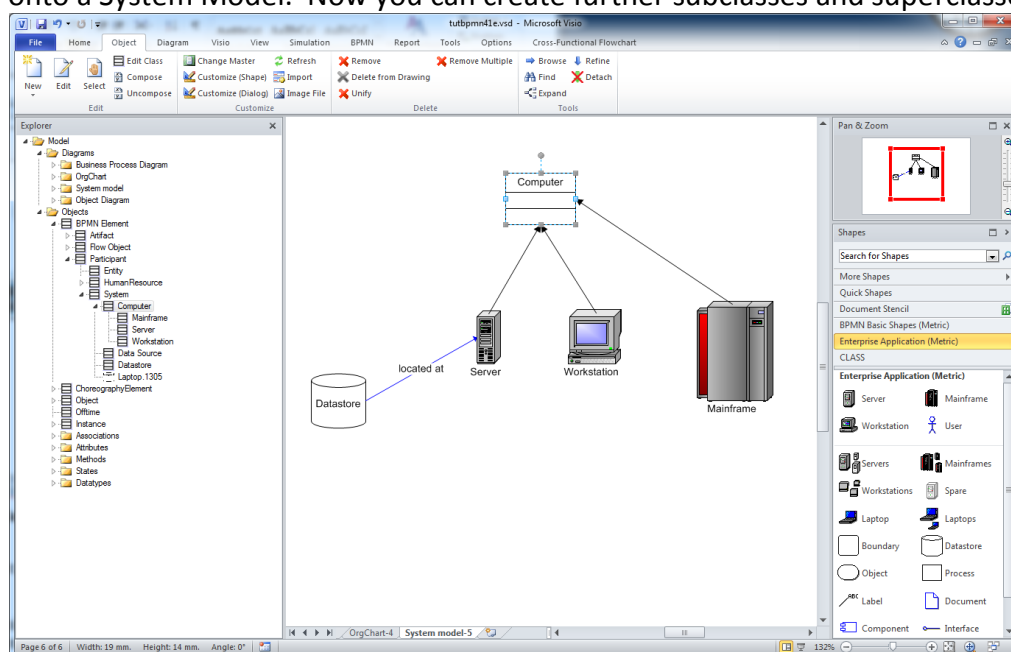 onto a System Model. Now you can create further subclasses and superclasse
tutbpmn41e.vsd - Microsoft Visio
File Home Object Diagram Visio View Simulation BPMN Report Tools Options Cross-Functional Flowchart
Edit Class Change Master Refresh Remove Remove Multiple Browse Refine
Compose Customize (Shape) Import Delete from Drawing Find Detach
New Edit Select Uncompose Customize (Dialog) Image File Unify Expand
Edit Customize Delete Tools
Explorer
Model
Diagrams
Business Process Diagram
OrgChart
System model
Object Diagram
Objects
BPMN Element
Artifact
Flow Object
Participant
Entity
HumanResource
System
Computer
Mainframe
Server
Workstation
Data Source
Datastore
Laptop.1305
ChoreographyElement
Object
Offtime
Instance
Associations
Attributes
Methods
States
Datatypes
Computer
Server
Workstation
Mainframe
located at
Datastore
OrgChart-4 System model-5
Pan & Zoom
Shapes
Search for Shapes
More Shapes
Quick Shapes
Document Stencil
BPMN Basic Shapes (Metric)
Enterprise Application (Metric)
CLASS
Enterprise Application (Metric)
Server Mainframe
Workstation User
Servers Mainframes
Workstations Spare
Laptop Laptops
Boundary Datastore
Object Process
ABC Label Document
Component Interface
Page 6 of 6 Width: 19 mm. Height: 14 mm. Angle: 0° 132%